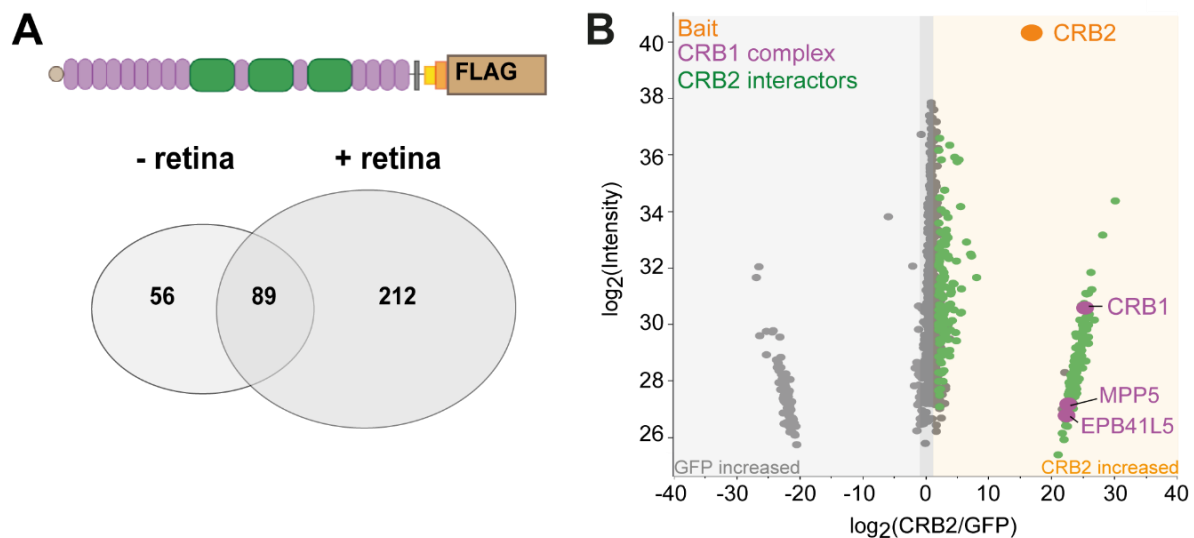 A
FLAG
- retina
+ retina
56
89
212
B
Bait
CRB1 complex
CRB2 interactors
CRB2
CRB1
MPP5
EPB41L5
GFP increased
CRB2 increased
log2(Intensity)
40
38
36
34
32
30
28
26
-40
-30
-20
-10
0
10
20
30
40
log2(CRB2/GFP)